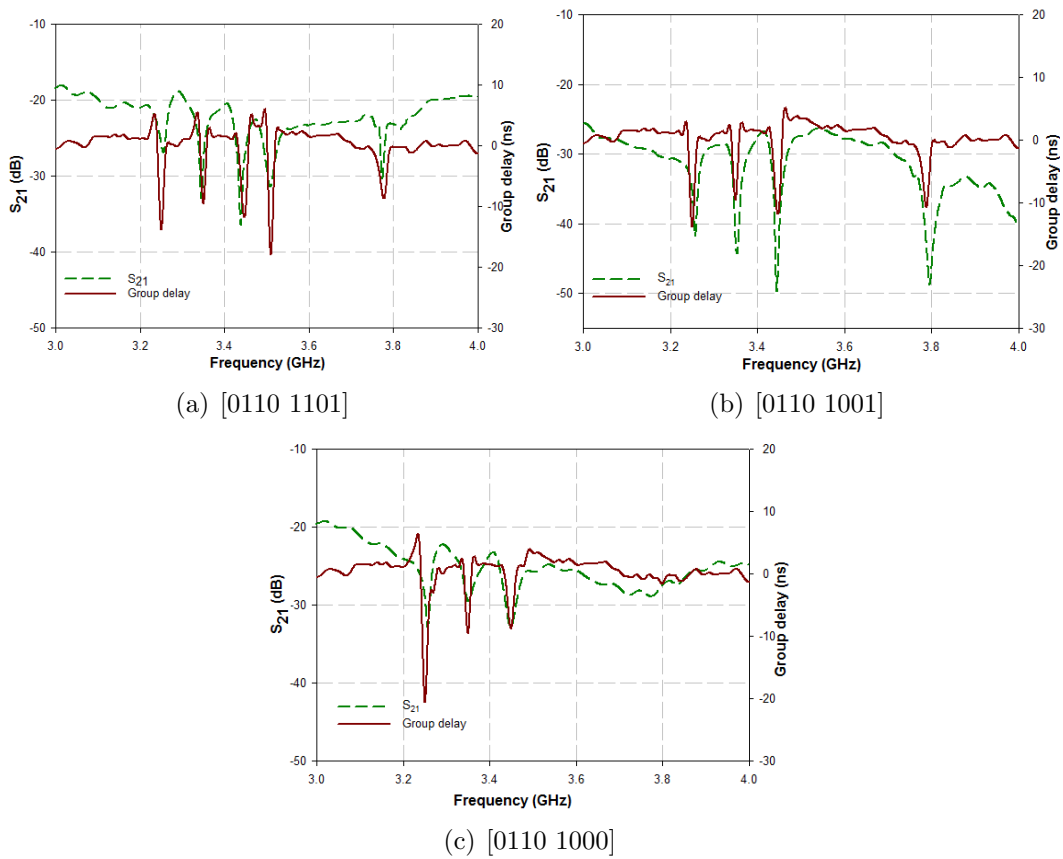 -10
-20
-30
-40
-50
S21 (dB)
20
10
0
-10
-20
-30
Group delay (ns)
S21
Group delay
3.0 3.2 3.4 3.6 3.8 4.0
Frequency (GHz)
(a) [0110 1101]
-10
-20
-30
-40
-50
S21 (dB)
20
10
0
-10
-20
-30
Group delay (ns)
S21
Group delay
3.0 3.2 3.4 3.6 3.8 4.0
Frequency (GHz)
(b) [0110 1001]
-10
-20
-30
-40
-50
S21 (dB)
20
10
0
-10
-20
-30
Group delay (ns)
S21
Group delay
3.0 3.2 3.4 3.6 3.8 4.0
Frequency (GHz)
(c) [0110 1000]